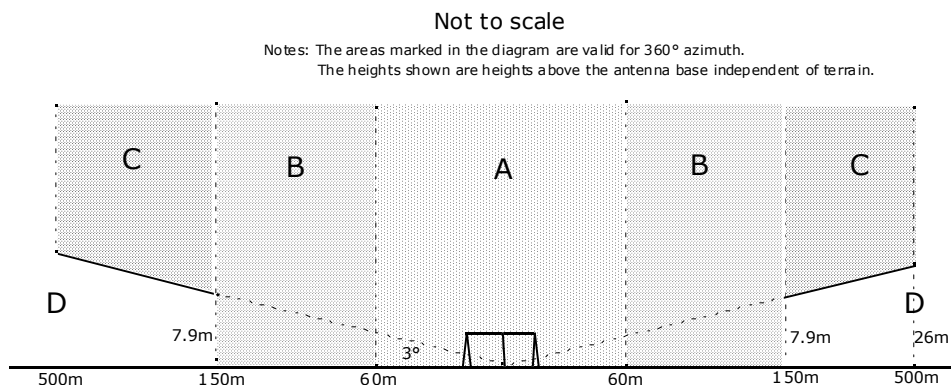 Not to scale
Notes: The areas marked in the diagram are valid for 360° azimuth.
The heights shown are heights above the antenna base independent of terrain.
C B A B C
D D
7.9m 3° 7.9m 26m
500m 150m 60m 60m 150m 500m